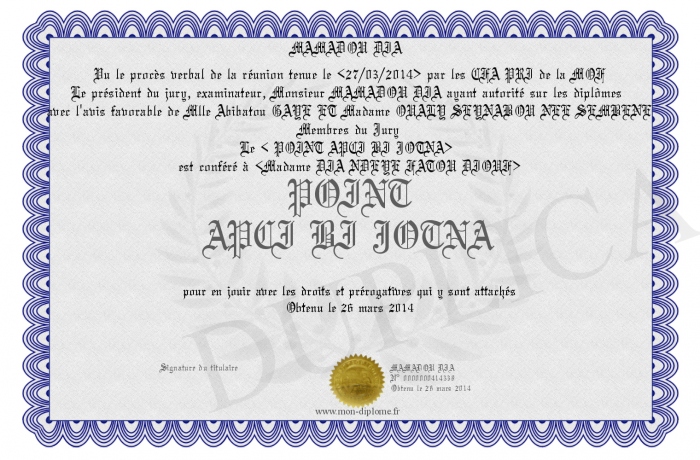 MAMADOU DIA
Vu le procès verbal de la réunion tenue le <27/03/2014> par les CFA PRI de la MOF
Le président du jury, examinateur, Monsieur MAMADOU DIA ayant autorité sur les diplômes
avec l'avis favorable de Mlle Abibatou GAYE ET Madame OUALY SEYNABOU NEE SEMBENE
Membres du Jury
Le < POINT APCI BI JOTNA>
est conféré à <Madame DIA NDEYE FATOU DIOUF>
POINT
APCI BI JOTNA
pour en jouir avec les droits et prérogatives qui y sont attachés
Obtenu le 26 mars 2014
DUPLICA
Signature du titulaire
MAMADOU DIA
N° 0000000414338
Obtenu le 26 mars 2014
www.mon-diplome.fr